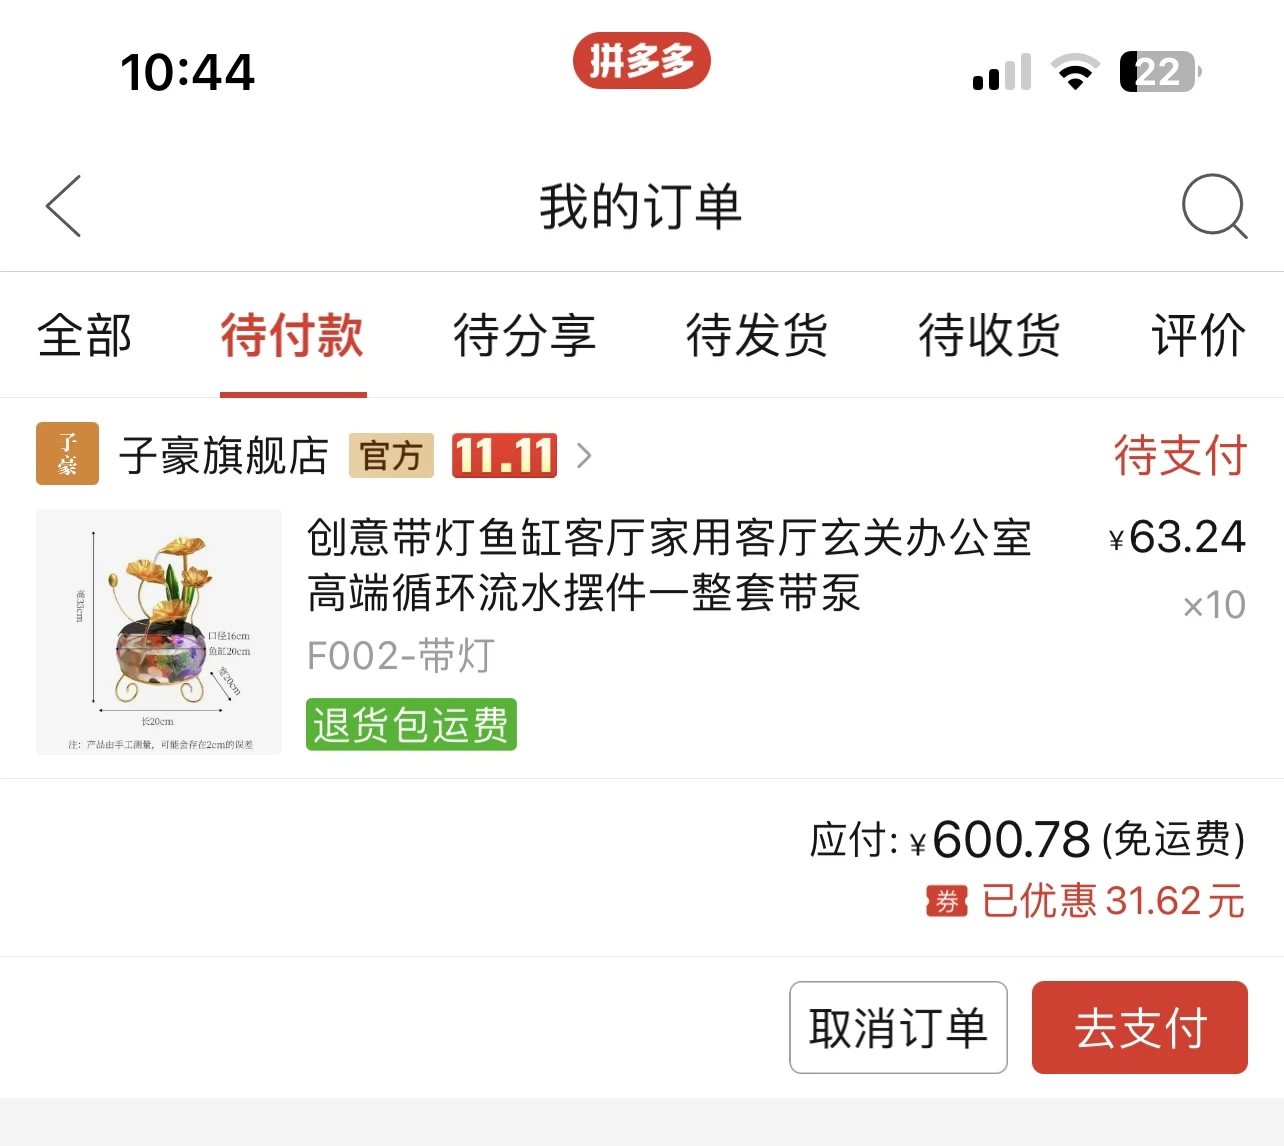 10:44
拼多多
22
我的订单
全部 待付款 待分享 待发货 待收货 评价
子豪 子豪旗舰店 官方 11.11 待支付
创意带灯鱼缸客厅家用客厅玄关办公室 ¥63.24
高端循环流水摆件一整套带泵
×10
F002-带灯
退货包运费
高33cm
口径16cm
鱼缸20cm
宽20cm
长20cm
注：产品由手工测量，可能会存在2cm的误差
应付: ¥600.78 (免运费)
券 已优惠 31.62元
取消订单 去支付